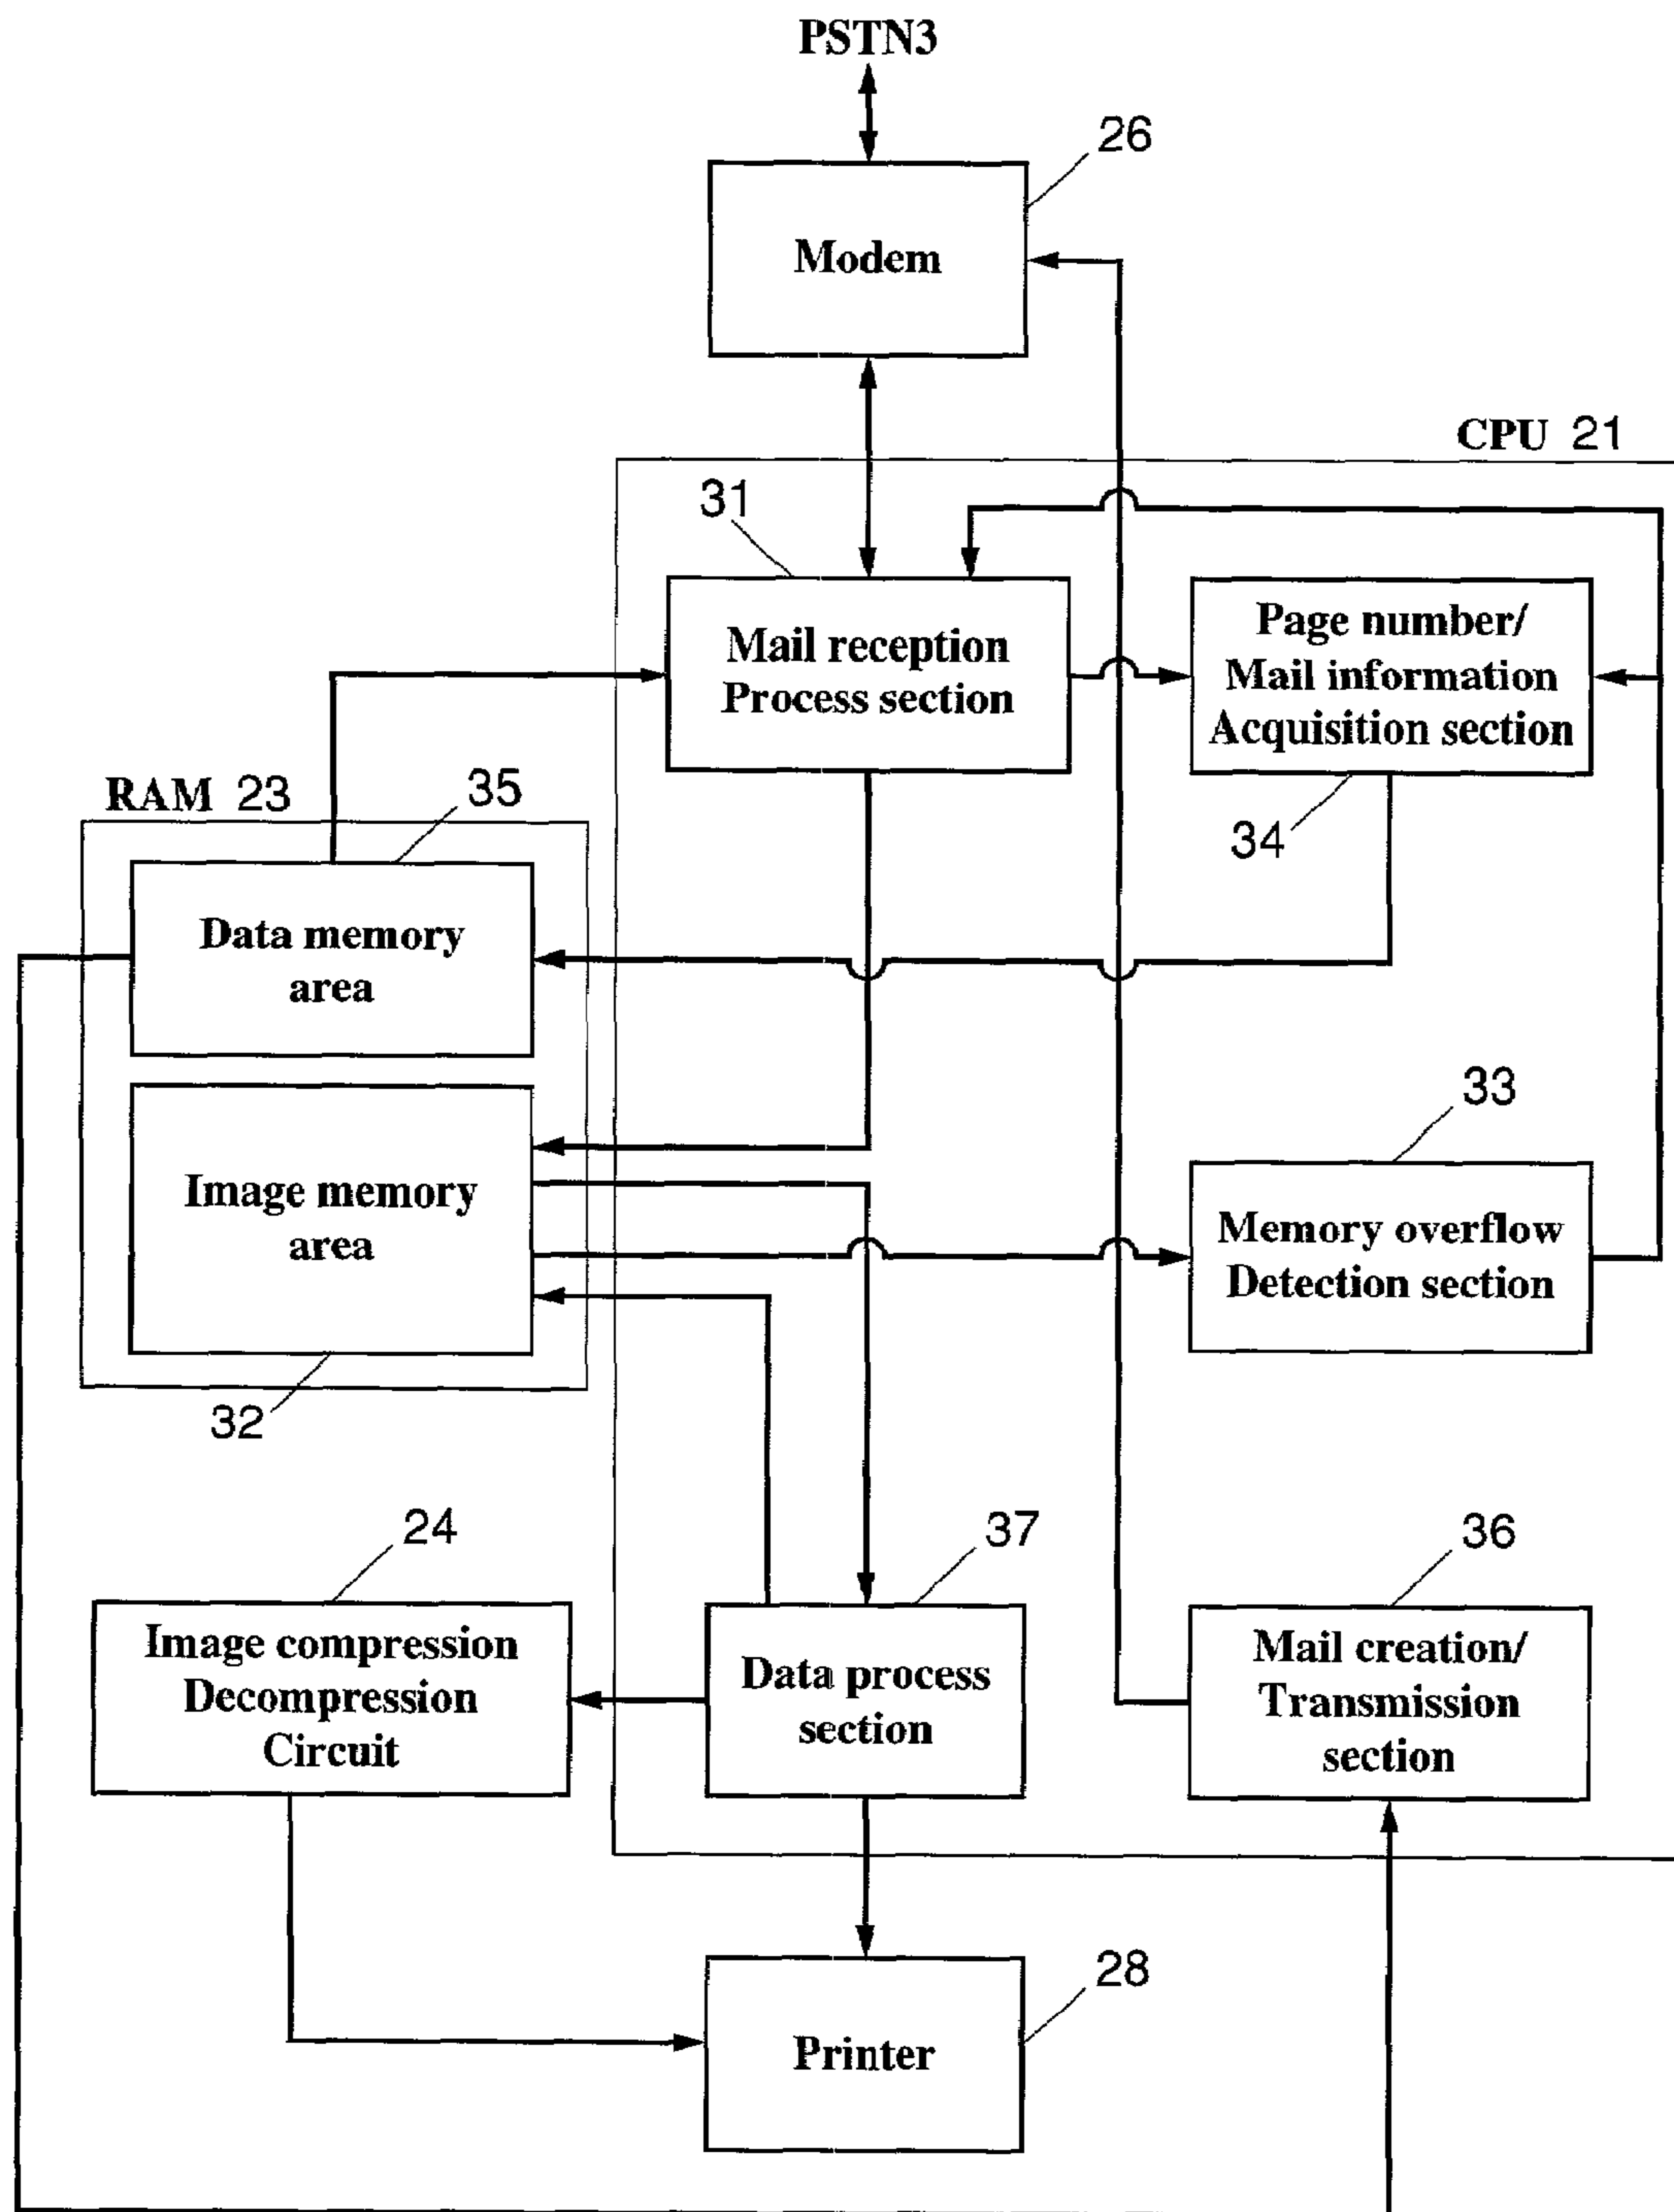 PSTN3
26
Modem
CPU 21
31
Mail reception
Process section
Page number/
Mail information
Acquisition section
34
RAM 23
35
Data memory
area
33
Image memory
area
Memory overflow
Detection section
32
24
37
36
Image compression
Decompression
Circuit
Data process
section
Mail creation/
Transmission
section
28
Printer